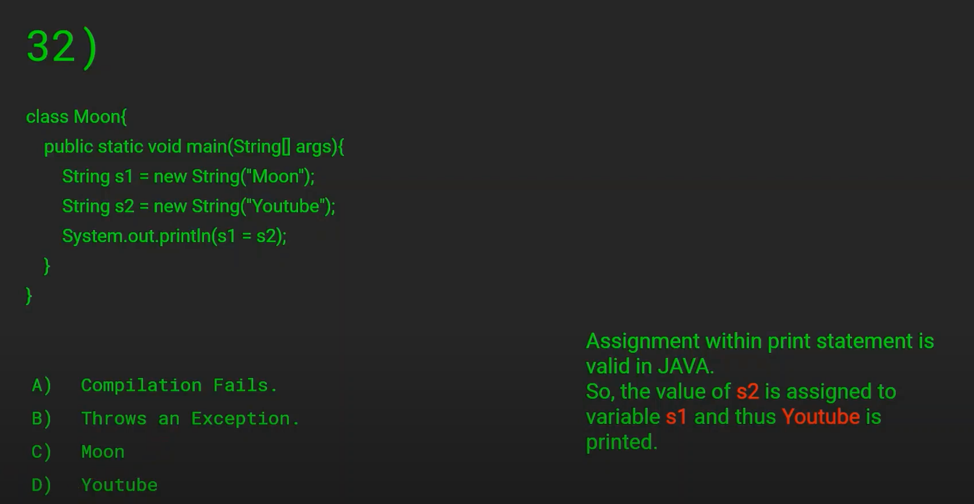 32)
class Moon{
public static void main(String[] args){
String s1 = new String("Moon");
String s2 = new String("Youtube");
System.out.println(s1 = s2);
}
}
A) Compilation Fails.
B) Throws an Exception.
C) Moon
D) Youtube
Assignment within print statement is
valid in JAVA.
So, the value of s2 is assigned to
variable s1 and thus Youtube is
printed.